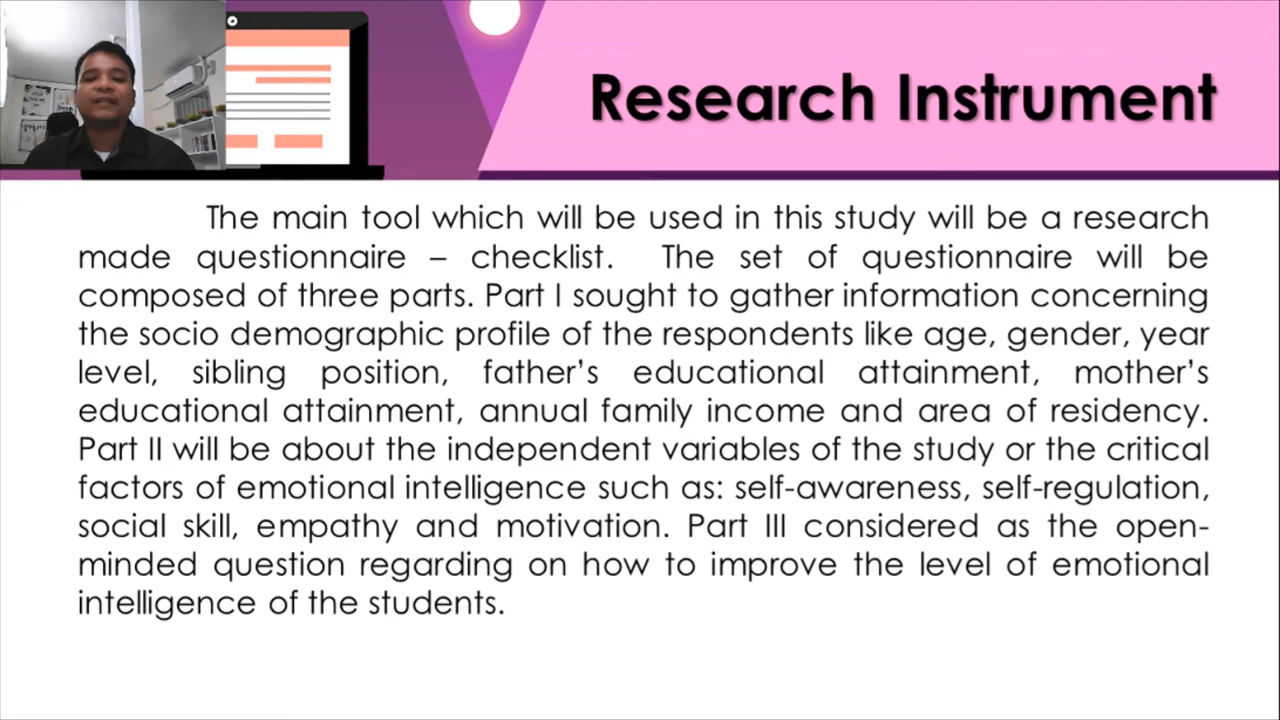 Research Instrument
The main tool which will be used in this study will be a research
made questionnaire – checklist. The set of questionnaire will be
composed of three parts. Part I sought to gather information concerning
the socio demographic profile of the respondents like age, gender, year
level, sibling position, father’s educational attainment, mother’s
educational attainment, annual family income and area of residency.
Part II will be about the independent variables of the study or the critical
factors of emotional intelligence such as: self-awareness, self-regulation,
social skill, empathy and motivation. Part III considered as the open-
minded question regarding on how to improve the level of emotional
intelligence of the students.